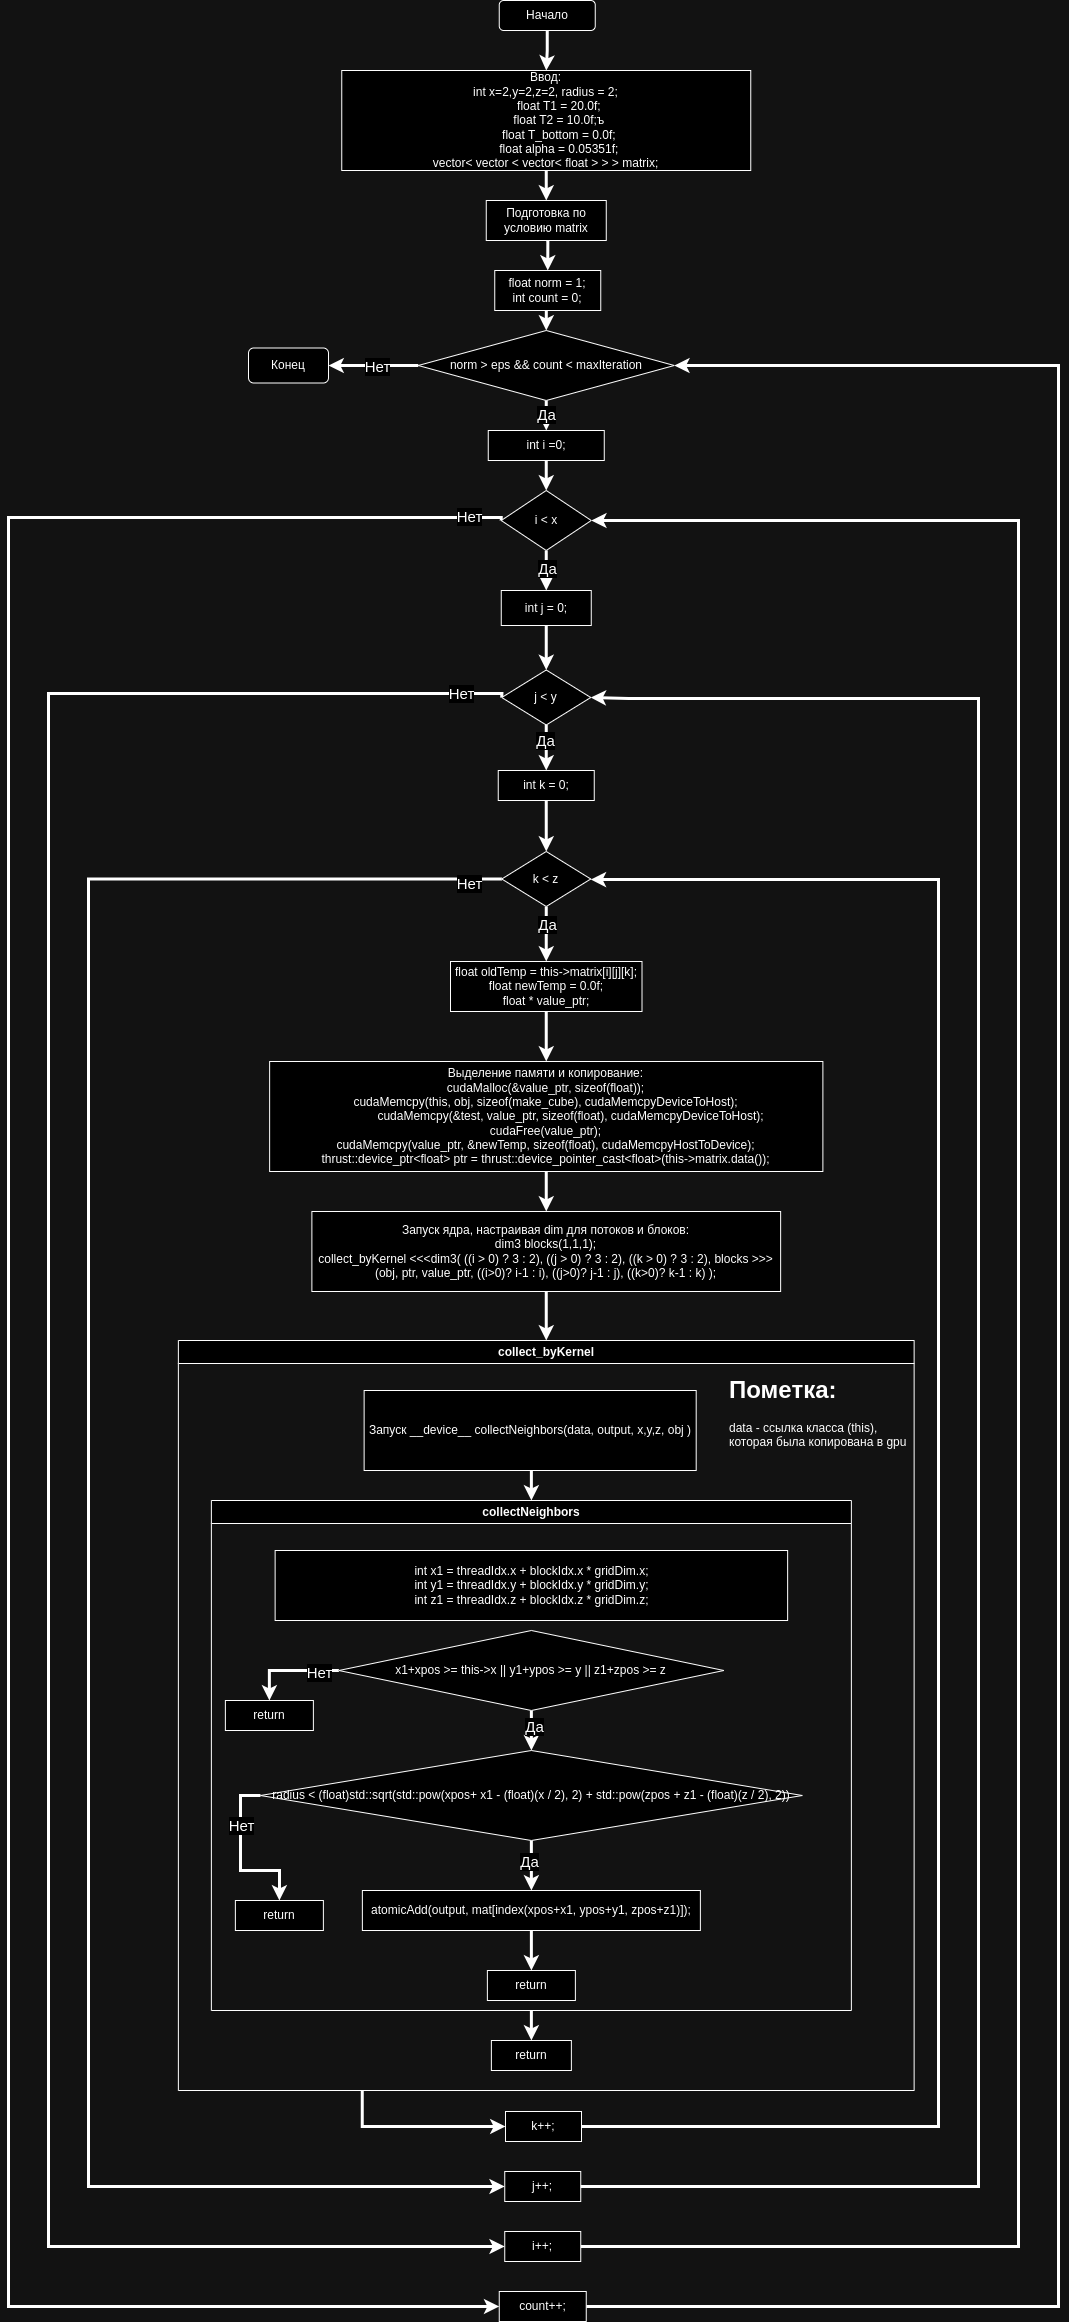 Начало
Ввод:
int x=2,y=2,z=2, radius = 2;
float T1 = 20.0f;
float T2 = 10.0f;ъ
float T_bottom = 0.0f;
float alpha = 0.05351f;
vector< vector < vector< float > > > matrix;
Подготовка по
условию matrix
float norm = 1;
int count = 0;
Конец
Нет
norm > eps && count < maxIteration
Да
int i =0;
Нет
i < x
Да
int j = 0;
Нет
j < y
Да
int k = 0;
Нет
k < z
Да
float oldTemp = this->matrix[i][j][k];
float newTemp = 0.0f;
float * value_ptr;
Выделение памяти и копирование:
cudaMalloc(&value_ptr, sizeof(float));
cudaMemcpy(this, obj, sizeof(make_cube), cudaMemcpyDeviceToHost);
cudaMemcpy(&test, value_ptr, sizeof(float), cudaMemcpyDeviceToHost);
cudaFree(value_ptr);
cudaMemcpy(value_ptr, &newTemp, sizeof(float), cudaMemcpyHostToDevice);
thrust::device_ptr<float> ptr = thrust::device_pointer_cast<float>(this->matrix.data());
Запуск ядра, настраивая dim для потоков и блоков:
dim3 blocks(1,1,1);
collect_byKernel <<<dim3( ((i > 0) ? 3 : 2), ((j > 0) ? 3 : 2), ((k > 0) ? 3 : 2), blocks >>>
(obj, ptr, value_ptr, ((i>0)? i-1 : i), ((j>0)? j-1 : j), ((k>0)? k-1 : k) );
collect_byKernel
Пометка:
data - ссылка класса (this),
которая была копирована в gpu
Запуск __device__ collectNeighbors(data, output, x,y,z, obj )
collectNeighbors
int x1 = threadIdx.x + blockIdx.x * gridDim.x;
int y1 = threadIdx.y + blockIdx.y * gridDim.y;
int z1 = threadIdx.z + blockIdx.z * gridDim.z;
Нет
x1+xpos >= this->x || y1+ypos >= y || z1+zpos >= z
return
Да
radius < (float)std::sqrt(std::pow(xpos+ x1 - (float)(x / 2), 2) + std::pow(zpos + z1 - (float)(z / 2), 2))
Нет
Да
return
atomicAdd(output, mat[index(xpos+x1, ypos+y1, zpos+z1)]);
return
return
k++;
j++;
i++;
count++;